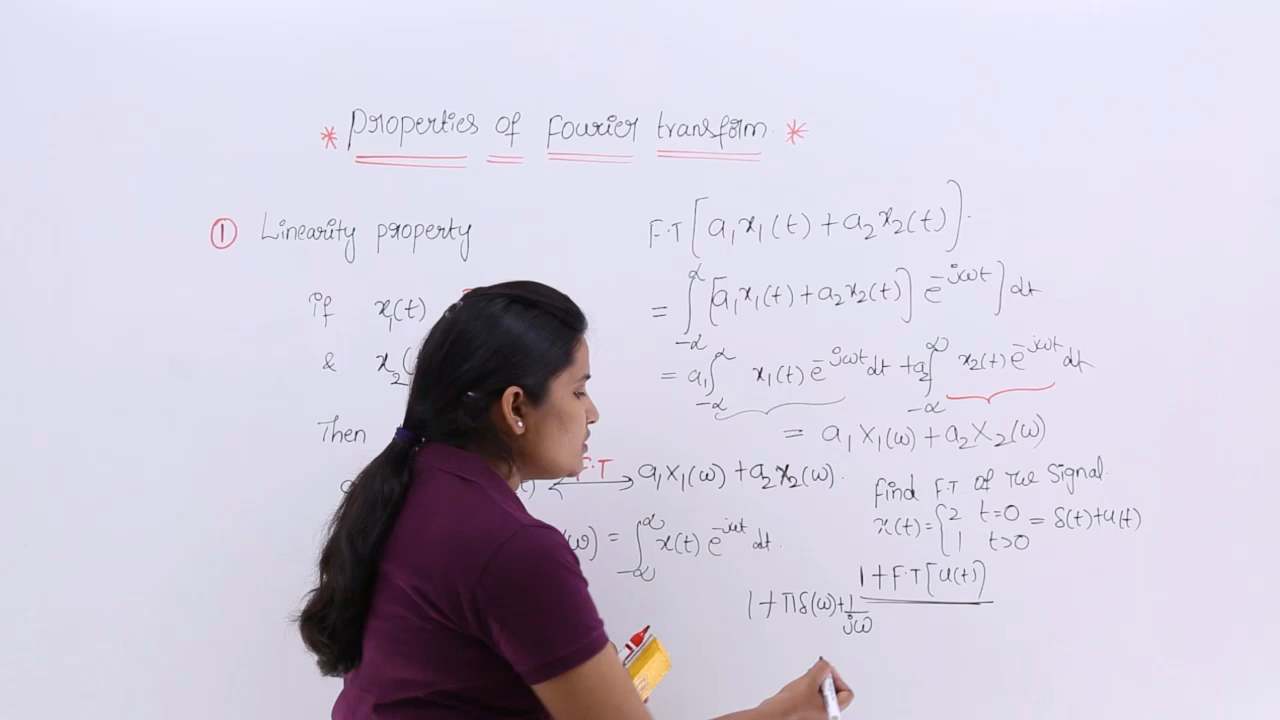 * Properties of Fourier transform *
① Linearity property
if x₁(t)
& x₂(
Then
F.T
a₁X₁(ω) + a₂X₂(ω).
(ω) = ∫_{-∞}^{∞} x(t) e^{-jωt} dt.
F.T [a₁x₁(t) + a₂x₂(t)].
= ∫_{-∞}^{∞} [a₁x₁(t) + a₂x₂(t)] e^{-jωt}] dt
= a₁ ∫_{-∞}^{∞} x₁(t) e^{-jωt} dt + a₂ ∫_{-∞}^{∞} x₂(t) e^{-jωt} dt
= a₁X₁(ω) + a₂X₂(ω)
Find F.T of the signal.
x(t) = { 2 t=0 = δ(t)+u(t)
1 t>0
1 + F.T[u(t)]
1 + πδ(ω) + 1/jω